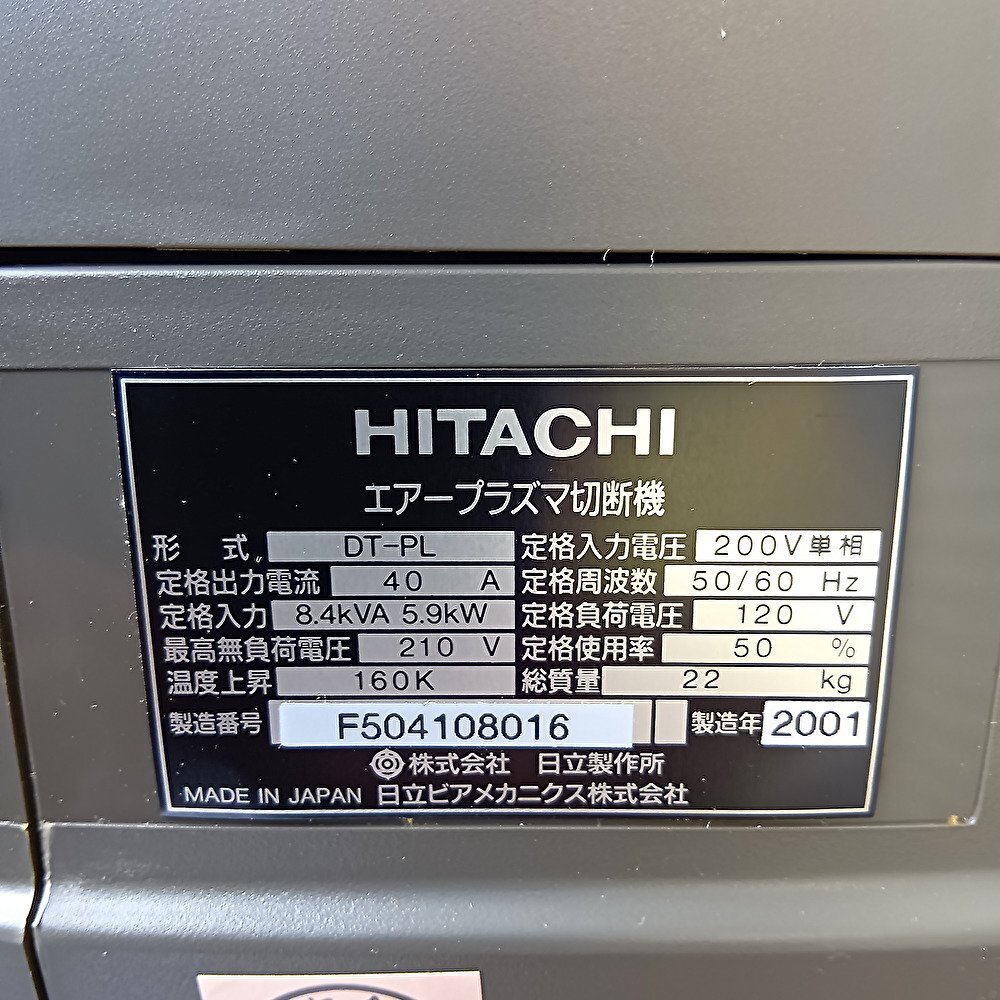 HITACHI
エアープラズマ切断機
形 式 DT-PL 定格入力電圧 200V単相
定格出力電流 40 A 定格周波数 50/60 Hz
定格入力 8.4kVA 5.9kW 定格負荷電圧 120 V
最高無負荷電圧 210 V 定格使用率 50 %
温度上昇 160K 総質量 22 kg
製造番号 F504108016 製造年 2001
株式会社 日立製作所
MADE IN JAPAN 日立ビアメカニクス株式会社